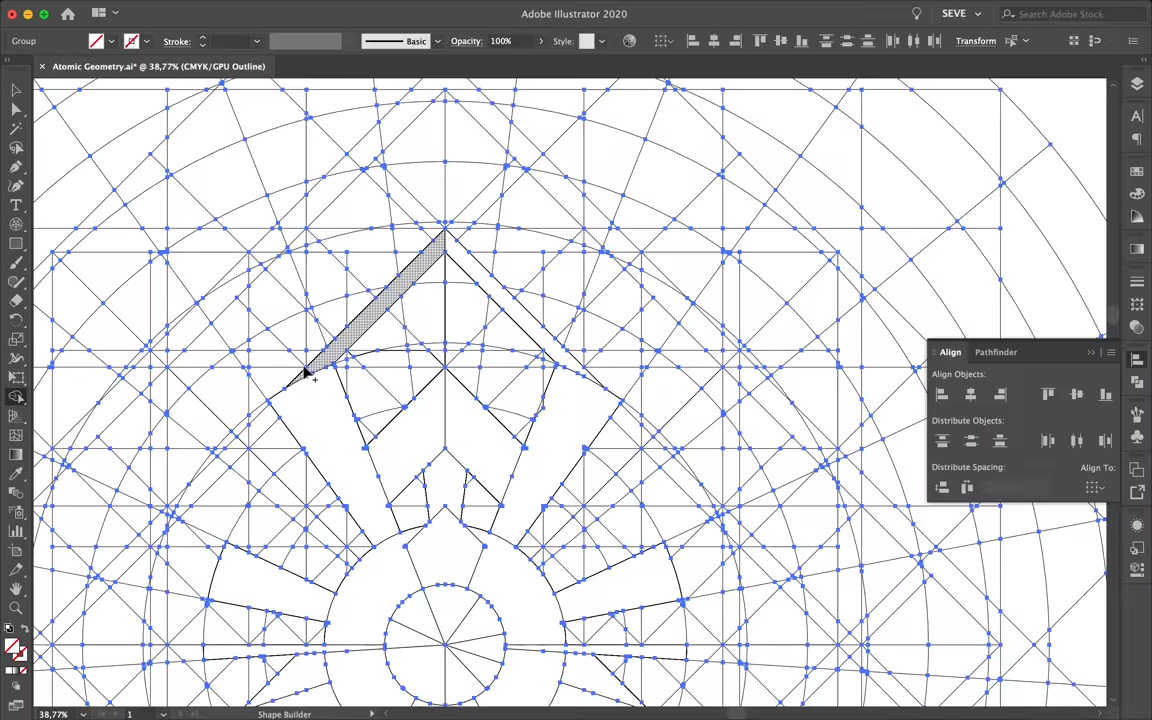 Adobe Illustrator 2020
SEVE
Search Adobe Stock
Group
Stroke:
Basic
Opacity:
100%
Style:
Transform
× Atomic Geometry.ai* @ 38,77% (CMYK/GPU Outline)
Align
Pathfinder
Align Objects:
Distribute Objects:
Distribute Spacing:
Align To:
38,77%
1
Shape Builder